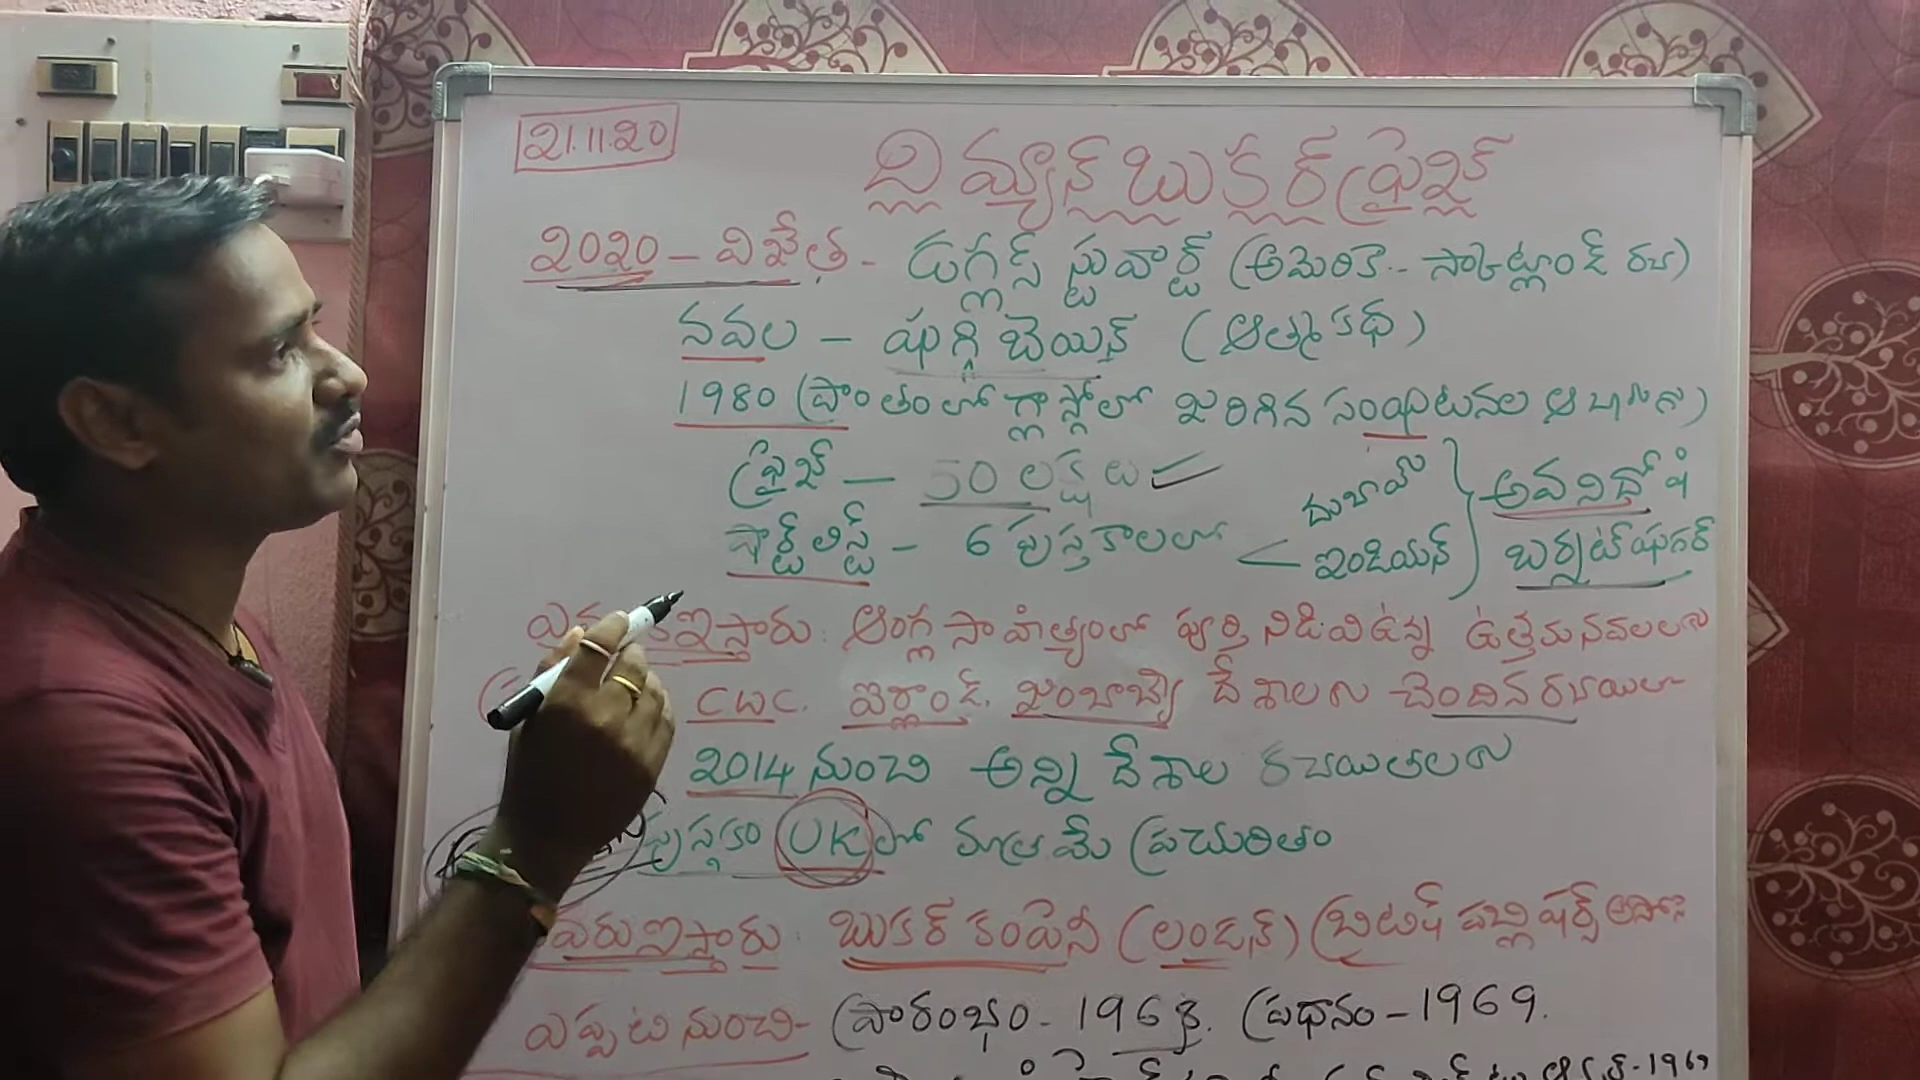 21.11.20
ది మ్యాన్ బుకర్ ప్రైజ్
2020 – విజేత - డగ్లస్ స్టువార్ట్ (అమెరికా - స్కాట్లాండ్ రచ)
నవల – షుగ్గి బెయిన్ (ఆత్మకథ)
1980 ప్రాంతంలో గ్లాస్గోలో జరిగిన సంఘటనల ఆధారంగా)
ప్రైజ్ – 50 లక్షలు
షార్ట్ లిస్ట్ – 6 పుస్తకాలలో
దుబాయ్
ఇండియన్
అవనిదోషి
బర్నట్ షుగర్
ఇస్తారు: ఆంగ్ల సాహిత్యంలో పూర్తి నిడివి ఉన్న ఉత్తమ నవలలకు
CWC. ఐర్లాండ్, జింబాబ్వే దేశాలకు చెందిన రచయిత
2014 నుంచి అన్ని దేశాల రచయితలకు
పుస్తకం UK లో మాత్రమే ప్రచురితం
ఎవరు ఇస్తారు: బుకర్ కంపెనీ (లండన్) బ్రిటిష్ పబ్లిషర్స్ అసోసి
ఎప్పటి నుంచి - ప్రారంభం - 1968. ప్రధానం – 1969.